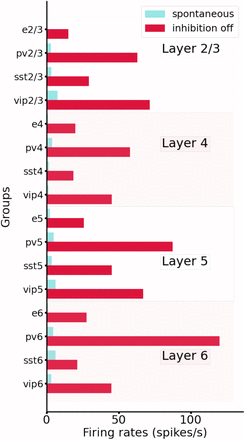 spontaneous
inhibition off
Layer 2/3
e2/3
pv2/3
sst2/3
vip2/3
Layer 4
e4
pv4
sst4
vip4
Layer 5
e5
pv5
sst5
vip5
Layer 6
e6
pv6
sst6
vip6
Groups
0
50
100
Firing rates (spikes/s)